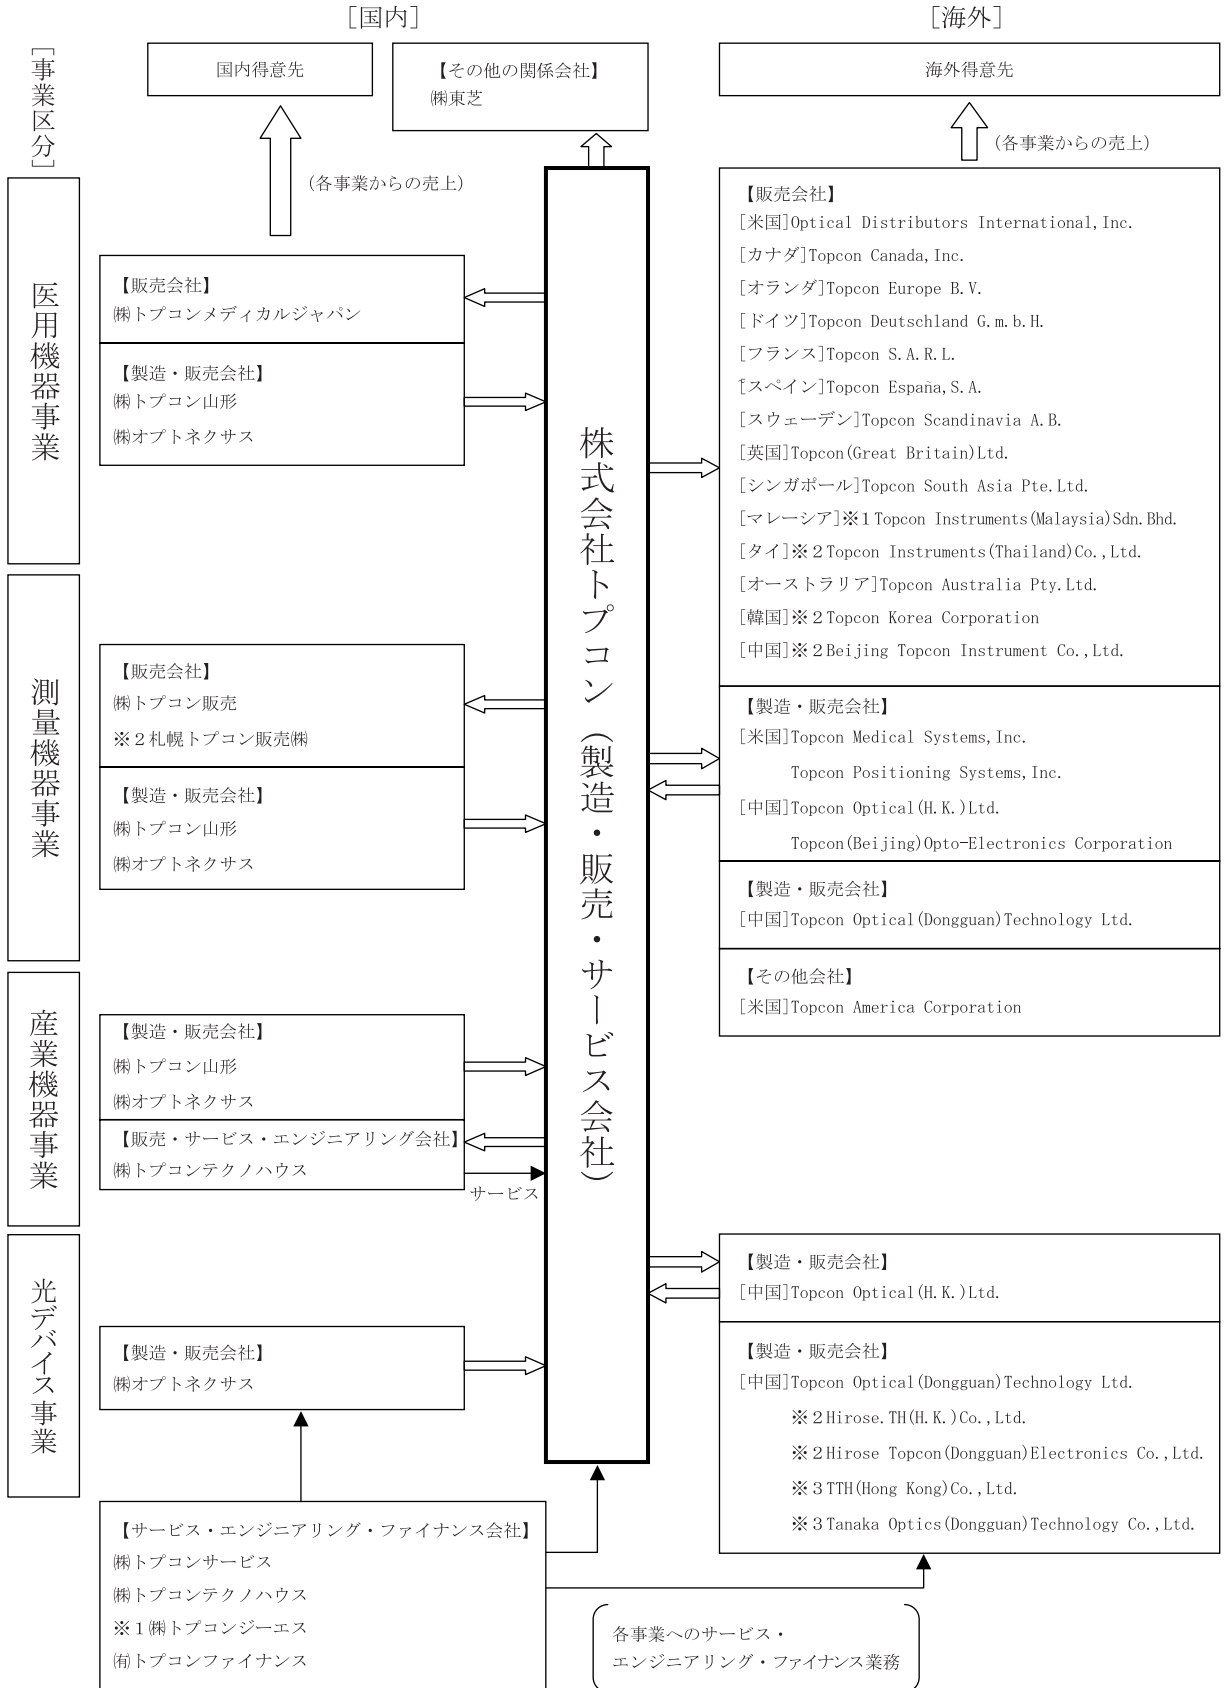 [国内]
[海外]
[事業区分]
国内得意先
【その他の関係会社】
㈱東芝
海外得意先
(各事業からの売上)
(各事業からの売上)
医用機器事業
【販売会社】
㈱トプコンメディカルジャパン
【製造・販売会社】
㈱トプコン山形
㈱オプトネクサス
測量機器事業
【販売会社】
㈱トプコン販売
※2札幌トプコン販売㈱
【製造・販売会社】
㈱トプコン山形
㈱オプトネクサス
産業機器事業
【製造・販売会社】
㈱トプコン山形
㈱オプトネクサス
【販売・サービス・エンジニアリング会社】
㈱トプコンテクノハウス
サービス
光デバイス事業
【製造・販売会社】
㈱オプトネクサス
【サービス・エンジニアリング・ファイナンス会社】
㈱トプコンサービス
㈱トプコンテクノハウス
※1㈱トプコンジーエス
㈲トプコンファイナンス
株式会社トプコン(製造・販売・サービス会社)
【販売会社】
[米国]Optical Distributors International,Inc.
[カナダ]Topcon Canada,Inc.
[オランダ]Topcon Europe B.V.
[ドイツ]Topcon Deutschland G.m.b.H.
[フランス]Topcon S.A.R.L.
[スペイン]Topcon España,S.A.
[スウェーデン]Topcon Scandinavia A.B.
[英国]Topcon(Great Britain)Ltd.
[シンガポール]Topcon South Asia Pte.Ltd.
[マレーシア]※1Topcon Instruments(Malaysia)Sdn.Bhd.
[タイ]※2Topcon Instruments(Thailand)Co.,Ltd.
[オーストラリア]Topcon Australia Pty.Ltd.
[韓国]※2Topcon Korea Corporation
[中国]※2Beijing Topcon Instrument Co.,Ltd.
【製造・販売会社】
[米国]Topcon Medical Systems,Inc.
Topcon Positioning Systems,Inc.
[中国]Topcon Optical(H.K.)Ltd.
Topcon(Beijing)Opto-Electronics Corporation
【製造・販売会社】
[中国]Topcon Optical(Dongguan)Technology Ltd.
【その他会社】
[米国]Topcon America Corporation
【製造・販売会社】
[中国]Topcon Optical(H.K.)Ltd.
【製造・販売会社】
[中国]Topcon Optical(Dongguan)Technology Ltd.
※2Hirose.TH(H.K.)Co.,Ltd.
※2Hirose Topcon(Dongguan)Electronics Co.,Ltd.
※3TTH(Hong Kong)Co.,Ltd.
※3Tanaka Optics(Dongguan)Technology Co.,Ltd.
各事業へのサービス・
エンジニアリング・ファイナンス業務